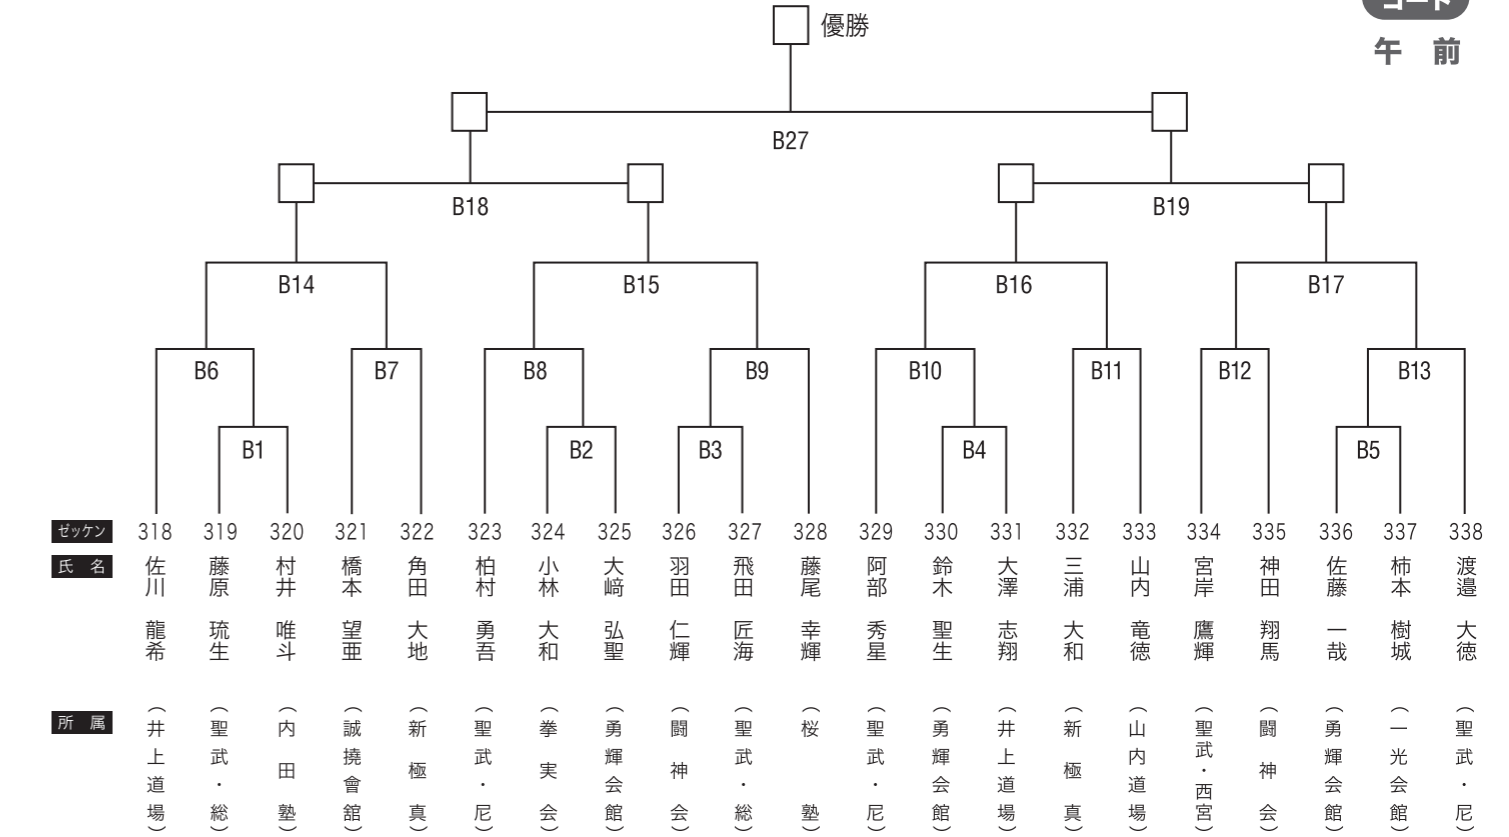 優勝
コート
午 前
B27
B18
B19
B14
B15
B16
B17
B6
B7
B8
B9
B10
B11
B12
B13
B1
B2
B3
B4
B5
ゼッケン 318 319 320 321 322 323 324 325 326 327 328 329 330 331 332 333 334 335 336 337 338
氏 名
佐川 龍希
藤原 琉生
村井 唯斗
橋本 望亜
角田 大地
柏村 勇吾
小林 大和
大﨑 弘聖
羽田 仁輝
飛田 匠海
藤尾 幸輝
阿部 秀星
鈴木 聖生
大澤 志翔
三浦 大和
山内 竜徳
宮岸 鷹輝
神田 翔馬
佐藤 一哉
柿本 樹城
渡邉 大徳
所 属
(井上道場)
(聖武・総)
(内田塾)
(誠撓會舘)
(新極真)
(聖武・尼)
(拳実会)
(勇輝会館)
(闘神会)
(聖武・総)
(桜塾)
(聖武・尼)
(勇輝会館)
(井上道場)
(新極真)
(山内道場)
(聖武・西宮)
(闘神会)
(勇輝会館)
(一光会館)
(聖武・尼)